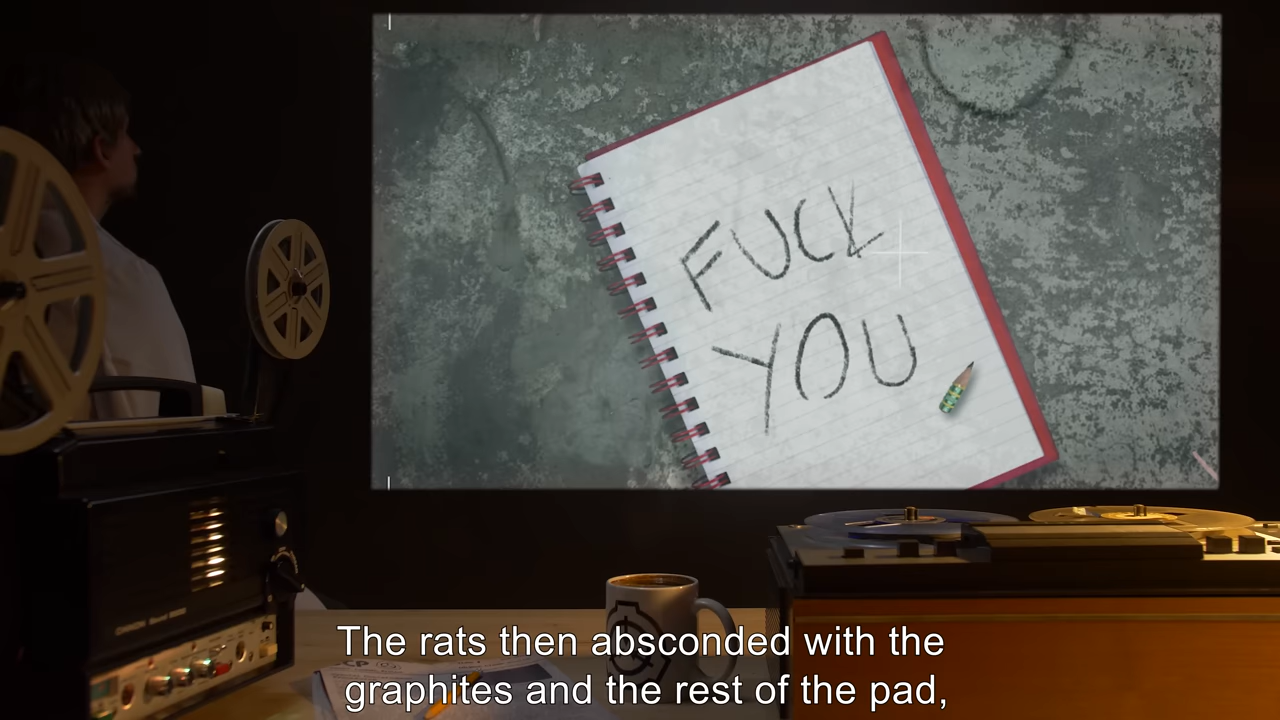 FUCK
YOU
The rats then absconded with the
graphites and the rest of the pad,